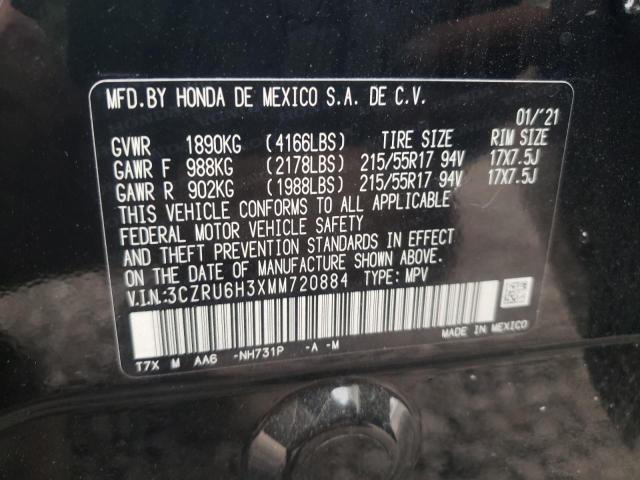 MFD.BY HONDA DE MEXICO S.A. DE C.V.
01/'21
GVWR 1890KG (4166LBS) TIRE SIZE RIM SIZE
GAWR F 988KG (2178LBS) 215/55R17 94V 17X7.5J
GAWR R 902KG (1988LBS) 215/55R17 94V 17X7.5J
THIS VEHICLE CONFORMS TO ALL APPLICABLE
FEDERAL MOTOR VEHICLE SAFETY
AND THEFT PREVENTION STANDARDS IN EFFECT
ON THE DATE OF MANUFACTURE SHOWN ABOVE.
V.I.N.:3CZRU6H3XMM720884 TYPE: MPV
MADE IN MEXICO
T7X M AA6 -NH731P -A -M